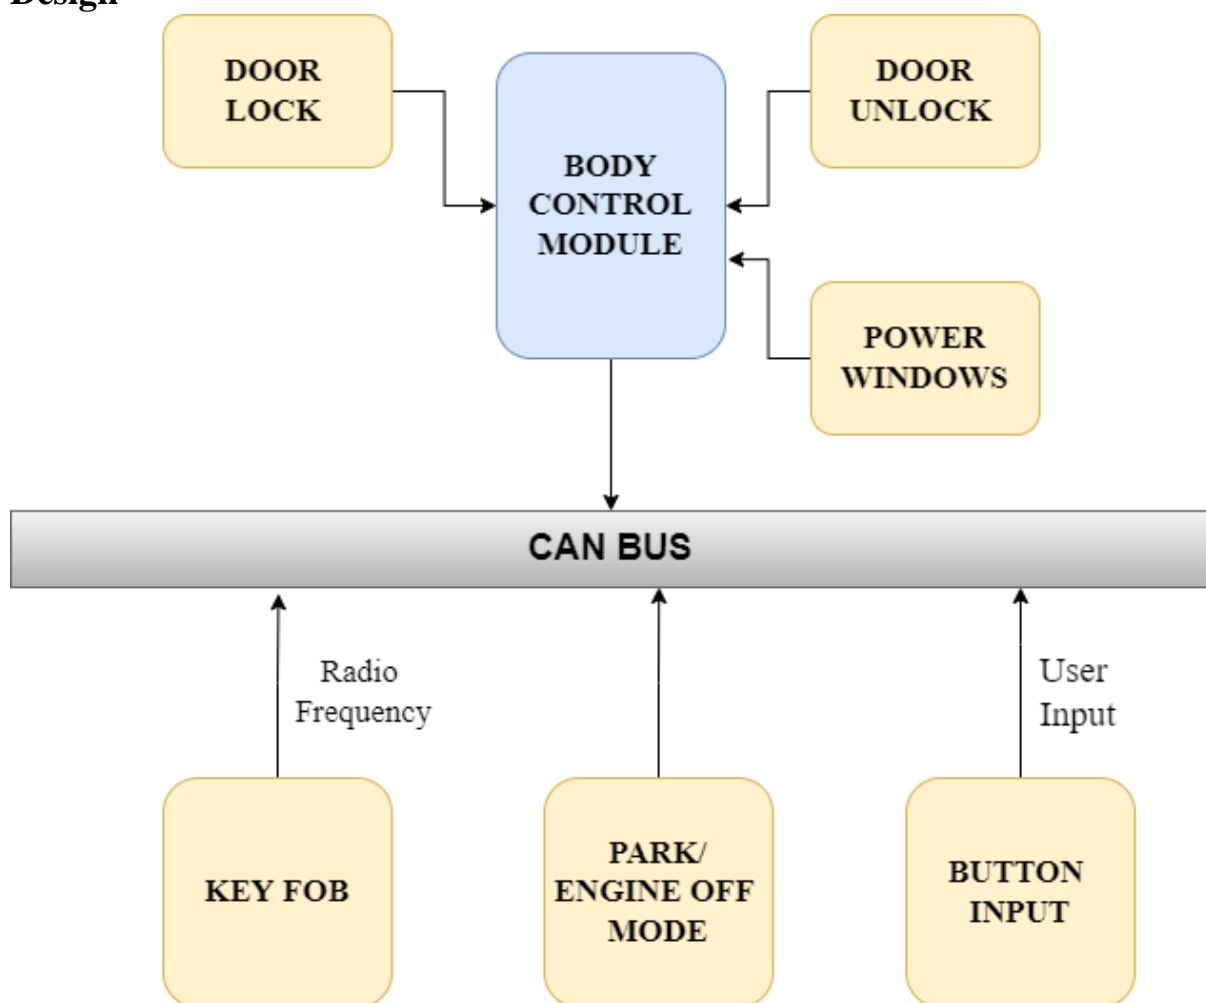 Design
DOOR
LOCK
BODY
CONTROL
MODULE
DOOR
UNLOCK
POWER
WINDOWS
CAN BUS
Radio
Frequency
User
Input
KEY FOB
PARK/
ENGINE OFF
MODE
BUTTON
INPUT